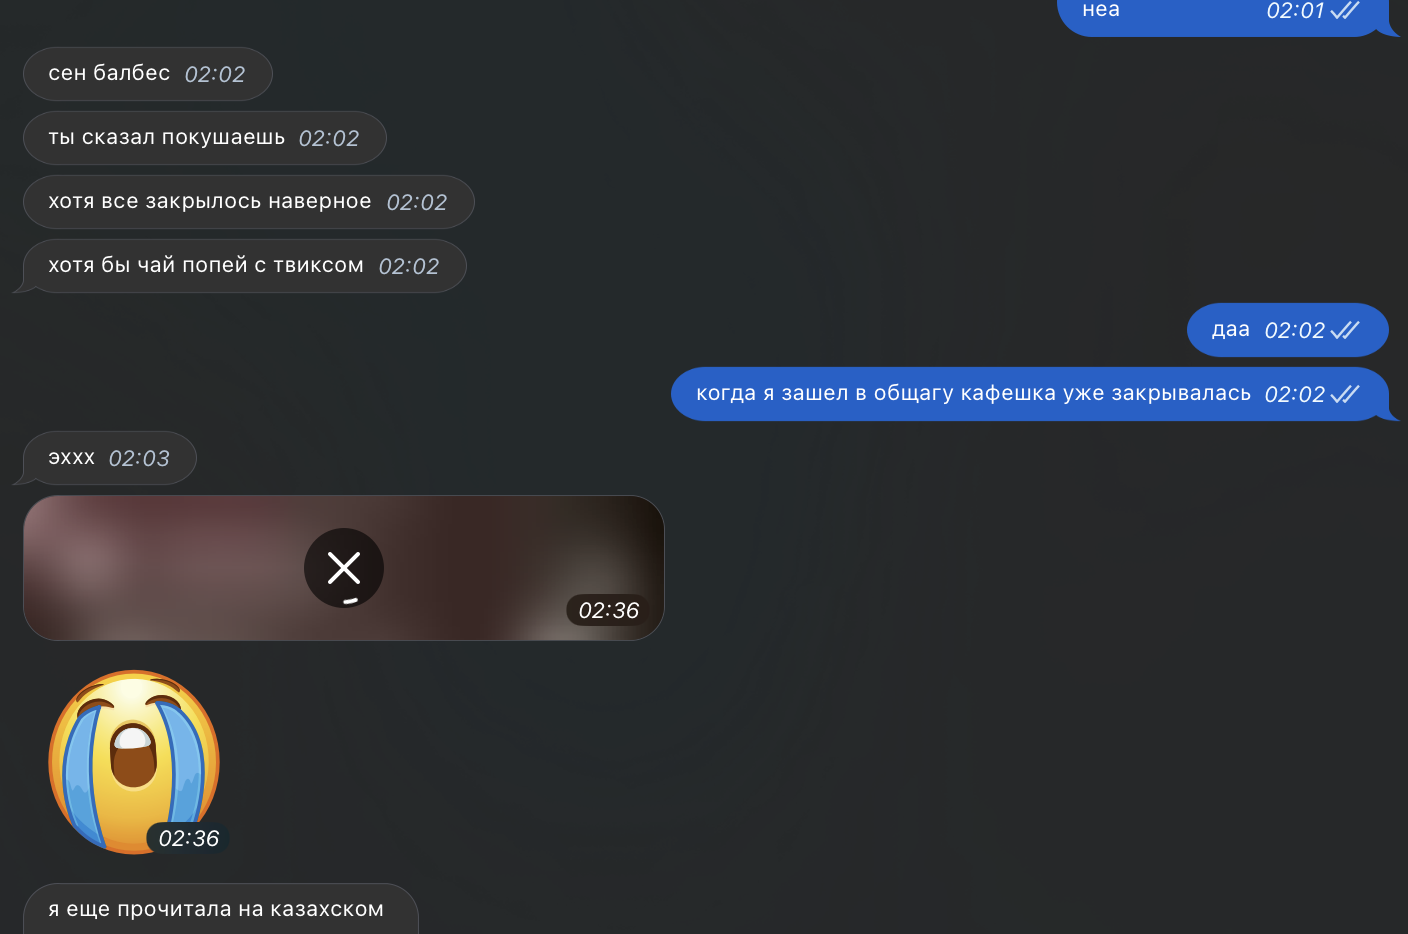 неа 02:01
сен балбес 02:02
ты сказал покушаешь 02:02
хотя все закрылось наверное 02:02
хотя бы чай попей с твиксом 02:02
даа 02:02
когда я зашел в общагу кафешка уже закрывалась 02:02
эххх 02:03
02:36
02:36
я еще прочитала на казахском